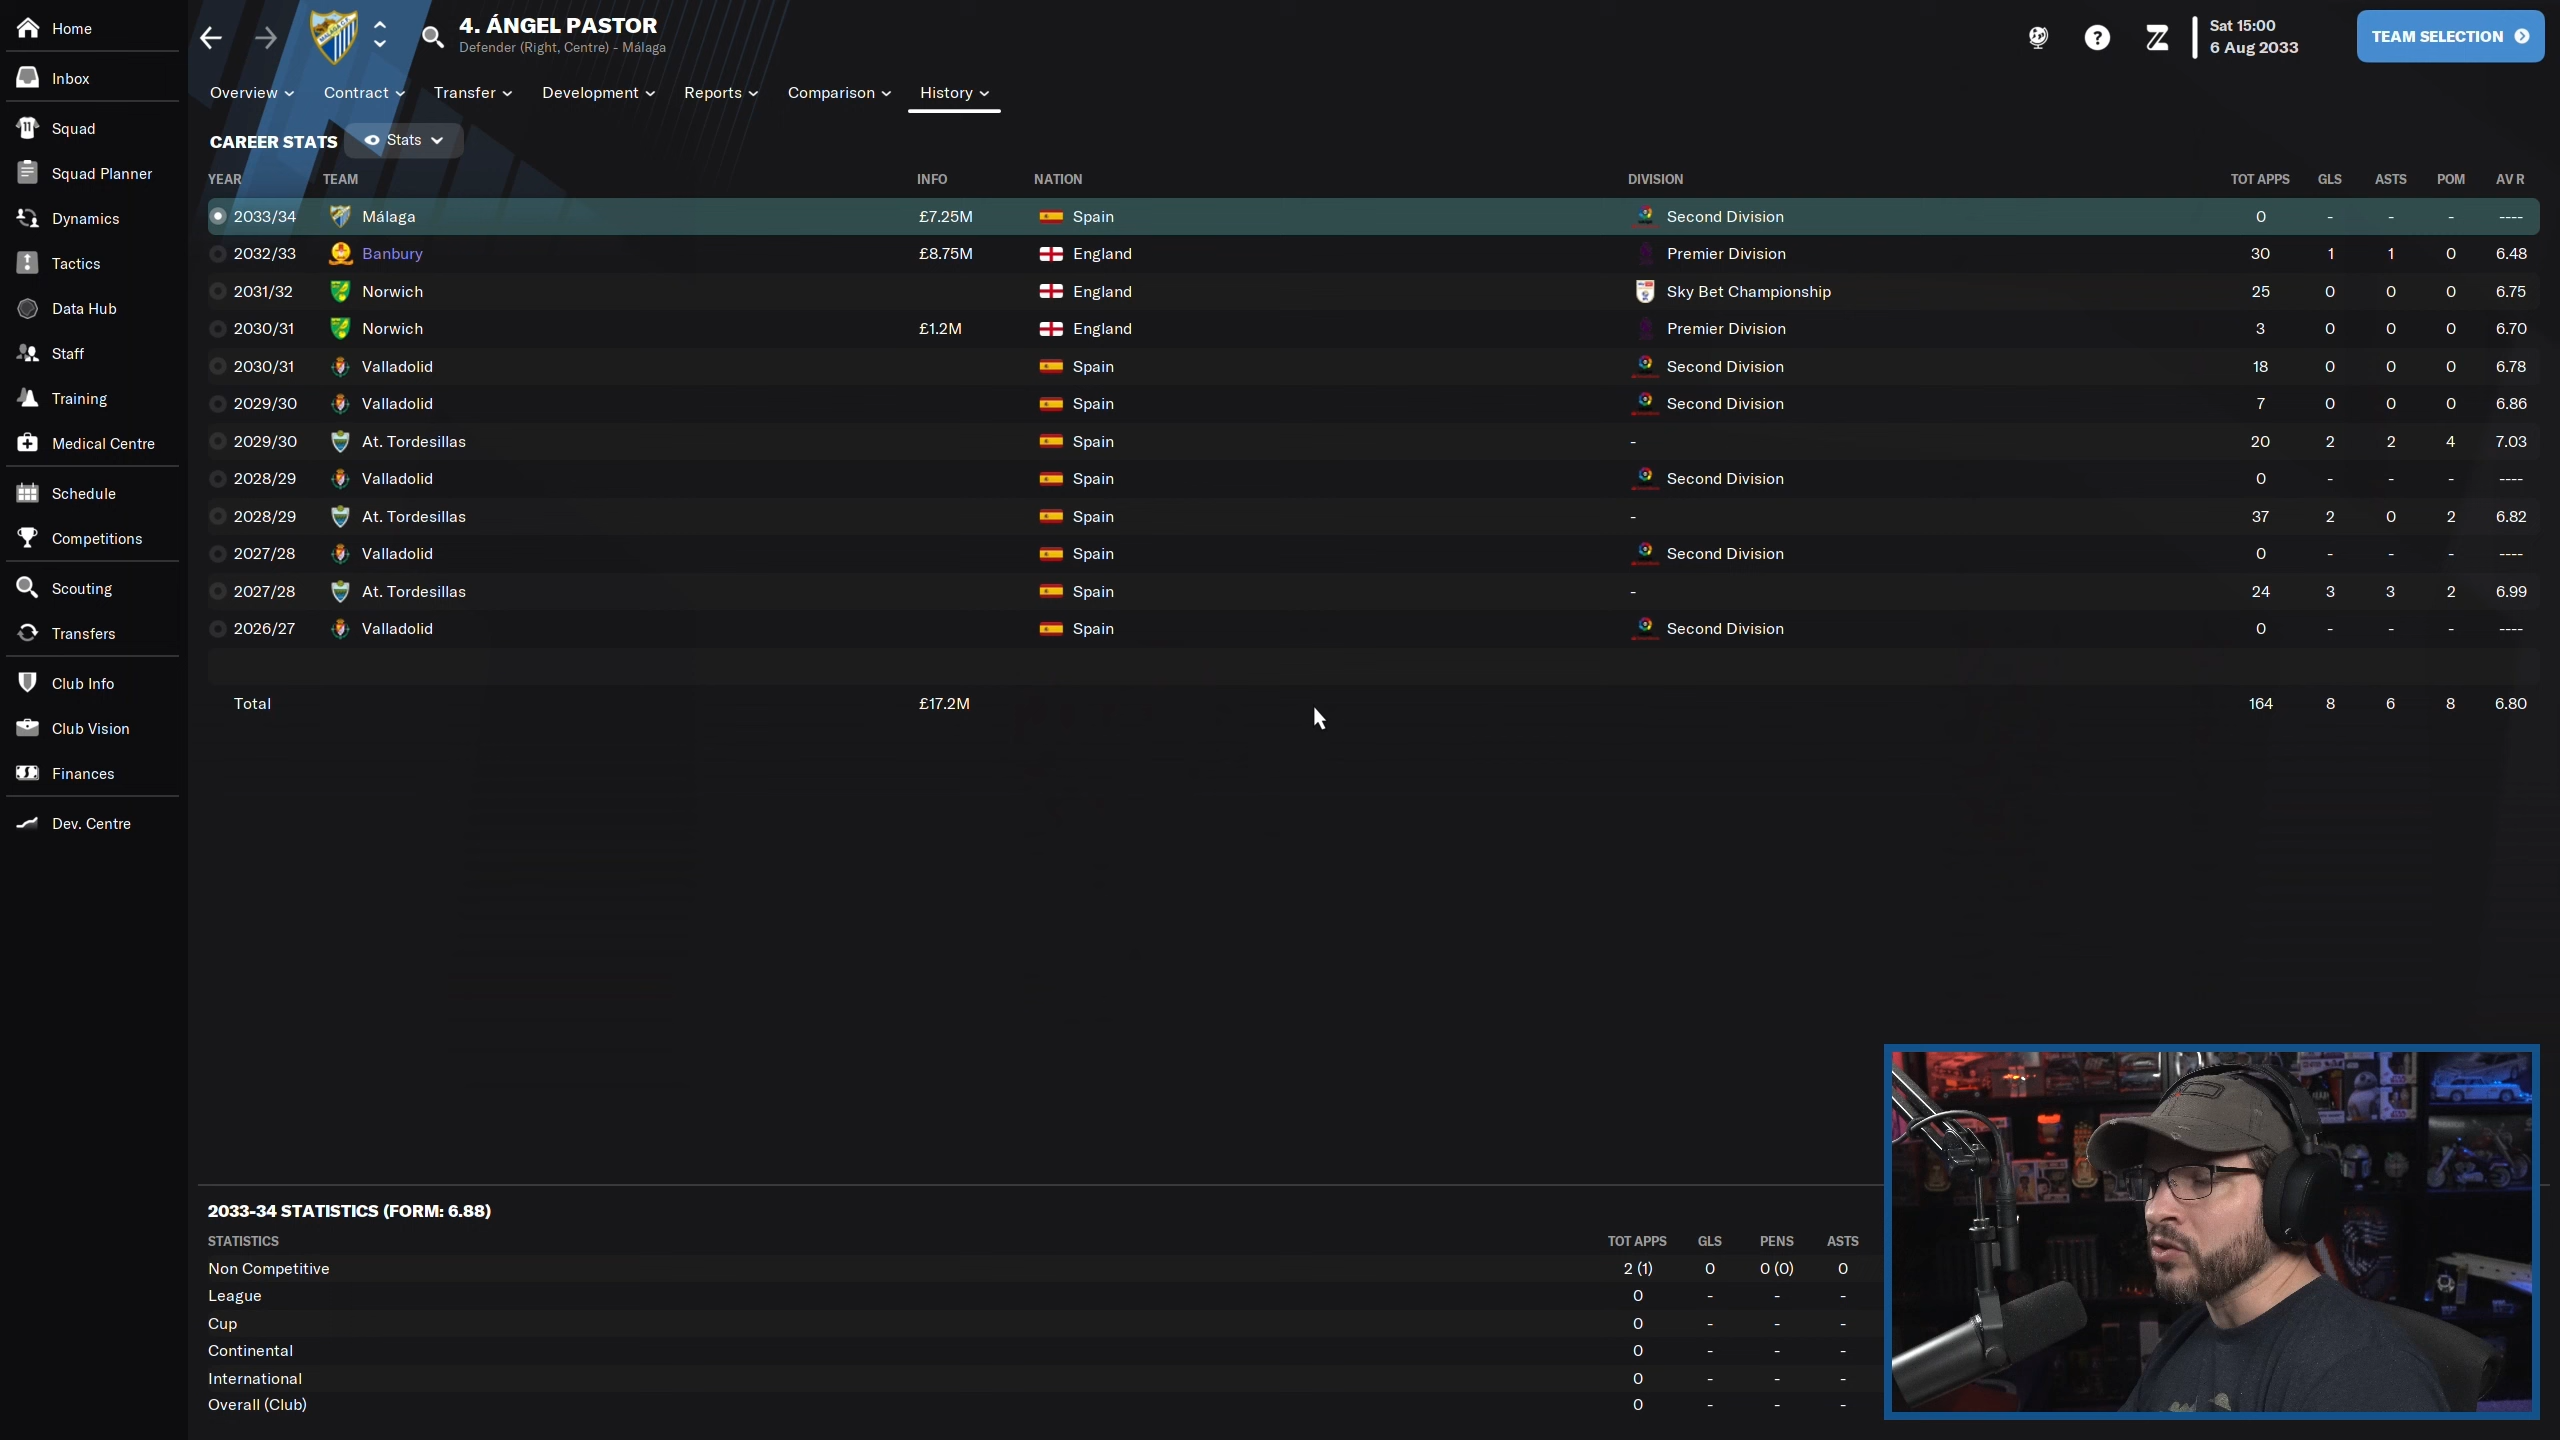 Home
Inbox
Squad
Squad Planner
Dynamics
Tactics
Data Hub
Staff
Training
Medical Centre
Schedule
Competitions
Scouting
Transfers
Club Info
Club Vision
Finances
Dev. Centre
4. ÁNGEL PASTOR
Defender (Right, Centre) - Málaga
Sat 15:00
6 Aug 2033
TEAM SELECTION
Overview Contract Transfer Development Reports Comparison History
CAREER STATS Stats
YEAR TEAM INFO NATION DIVISION TOT APPS GLS ASTS POM AV R
2033/34 Málaga £7.25M Spain Second Division 0 - - - ----
2032/33 Banbury £8.75M England Premier Division 30 1 1 0 6.48
2031/32 Norwich England Sky Bet Championship 25 0 0 0 6.75
2030/31 Norwich £1.2M England Premier Division 3 0 0 0 6.70
2030/31 Valladolid Spain Second Division 18 0 0 0 6.78
2029/30 Valladolid Spain Second Division 7 0 0 0 6.86
2029/30 At. Tordesillas Spain - 20 2 2 4 7.03
2028/29 Valladolid Spain Second Division 0 - - - ----
2028/29 At. Tordesillas Spain - 37 2 0 2 6.82
2027/28 Valladolid Spain Second Division 0 - - - ----
2027/28 At. Tordesillas Spain - 24 3 3 2 6.99
2026/27 Valladolid Spain Second Division 0 - - - ----
Total £17.2M 164 8 6 8 6.80
2033-34 STATISTICS (FORM: 6.88)
STATISTICS TOT APPS GLS PENS ASTS
Non Competitive 2 (1) 0 0 (0) 0
League 0 - - -
Cup 0 - - -
Continental 0 - - -
International 0 - - -
Overall (Club) 0 - - -